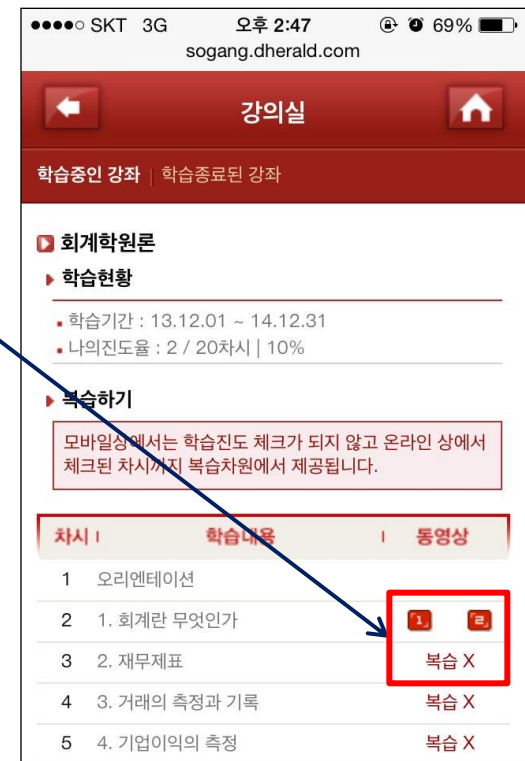 SKT 3G 오후 2:47 69%
sogang.dherald.com
강의실
학습중인 강좌 | 학습종료된 강좌
회계학원론
학습현황
학습기간 : 13.12.01 ~ 14.12.31
나의진도율 : 2 / 20차시 | 10%
복습하기
모바일상에서는 학습진도 체크가 되지 않고 온라인 상에서
체크된 차시까지 복습차원에서 제공됩니다.
차시 학습내용 동영상
1 오리엔테이션
2 1. 회계란 무엇인가 1 2
3 2. 재무제표 복습 X
4 3. 거래의 측정과 기록 복습 X
5 4. 기업이익의 측정 복습 X